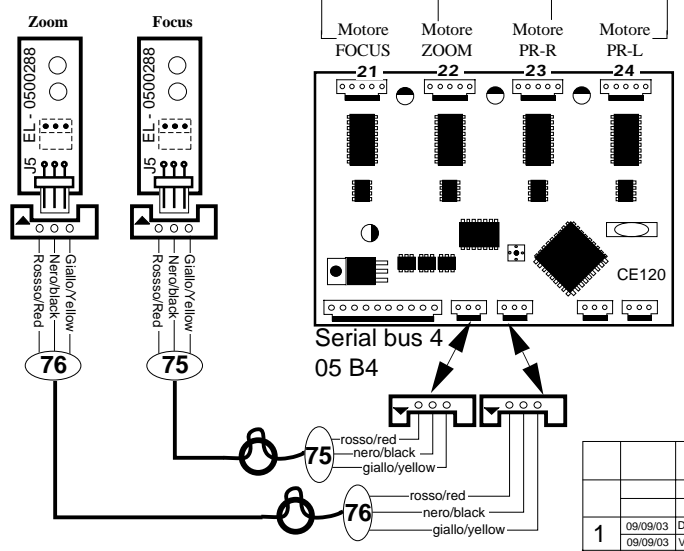 Zoom
Focus
EL - 0500288
J5
EL - 0500288
J5
Rossso/Red
Nero/black
Giallo/Yellow
Rossso/Red
Nero/black
Giallo/Yellow
76
75
Motore
FOCUS
Motore
ZOOM
Motore
PR-R
Motore
PR-L
21
22
23
24
CE120
Serial bus 4
05 B4
75
rosso/red
nero/black
giallo/yellow
76
rosso/red
nero/black
giallo/yellow
1
09/09/03 D
09/09/03 V